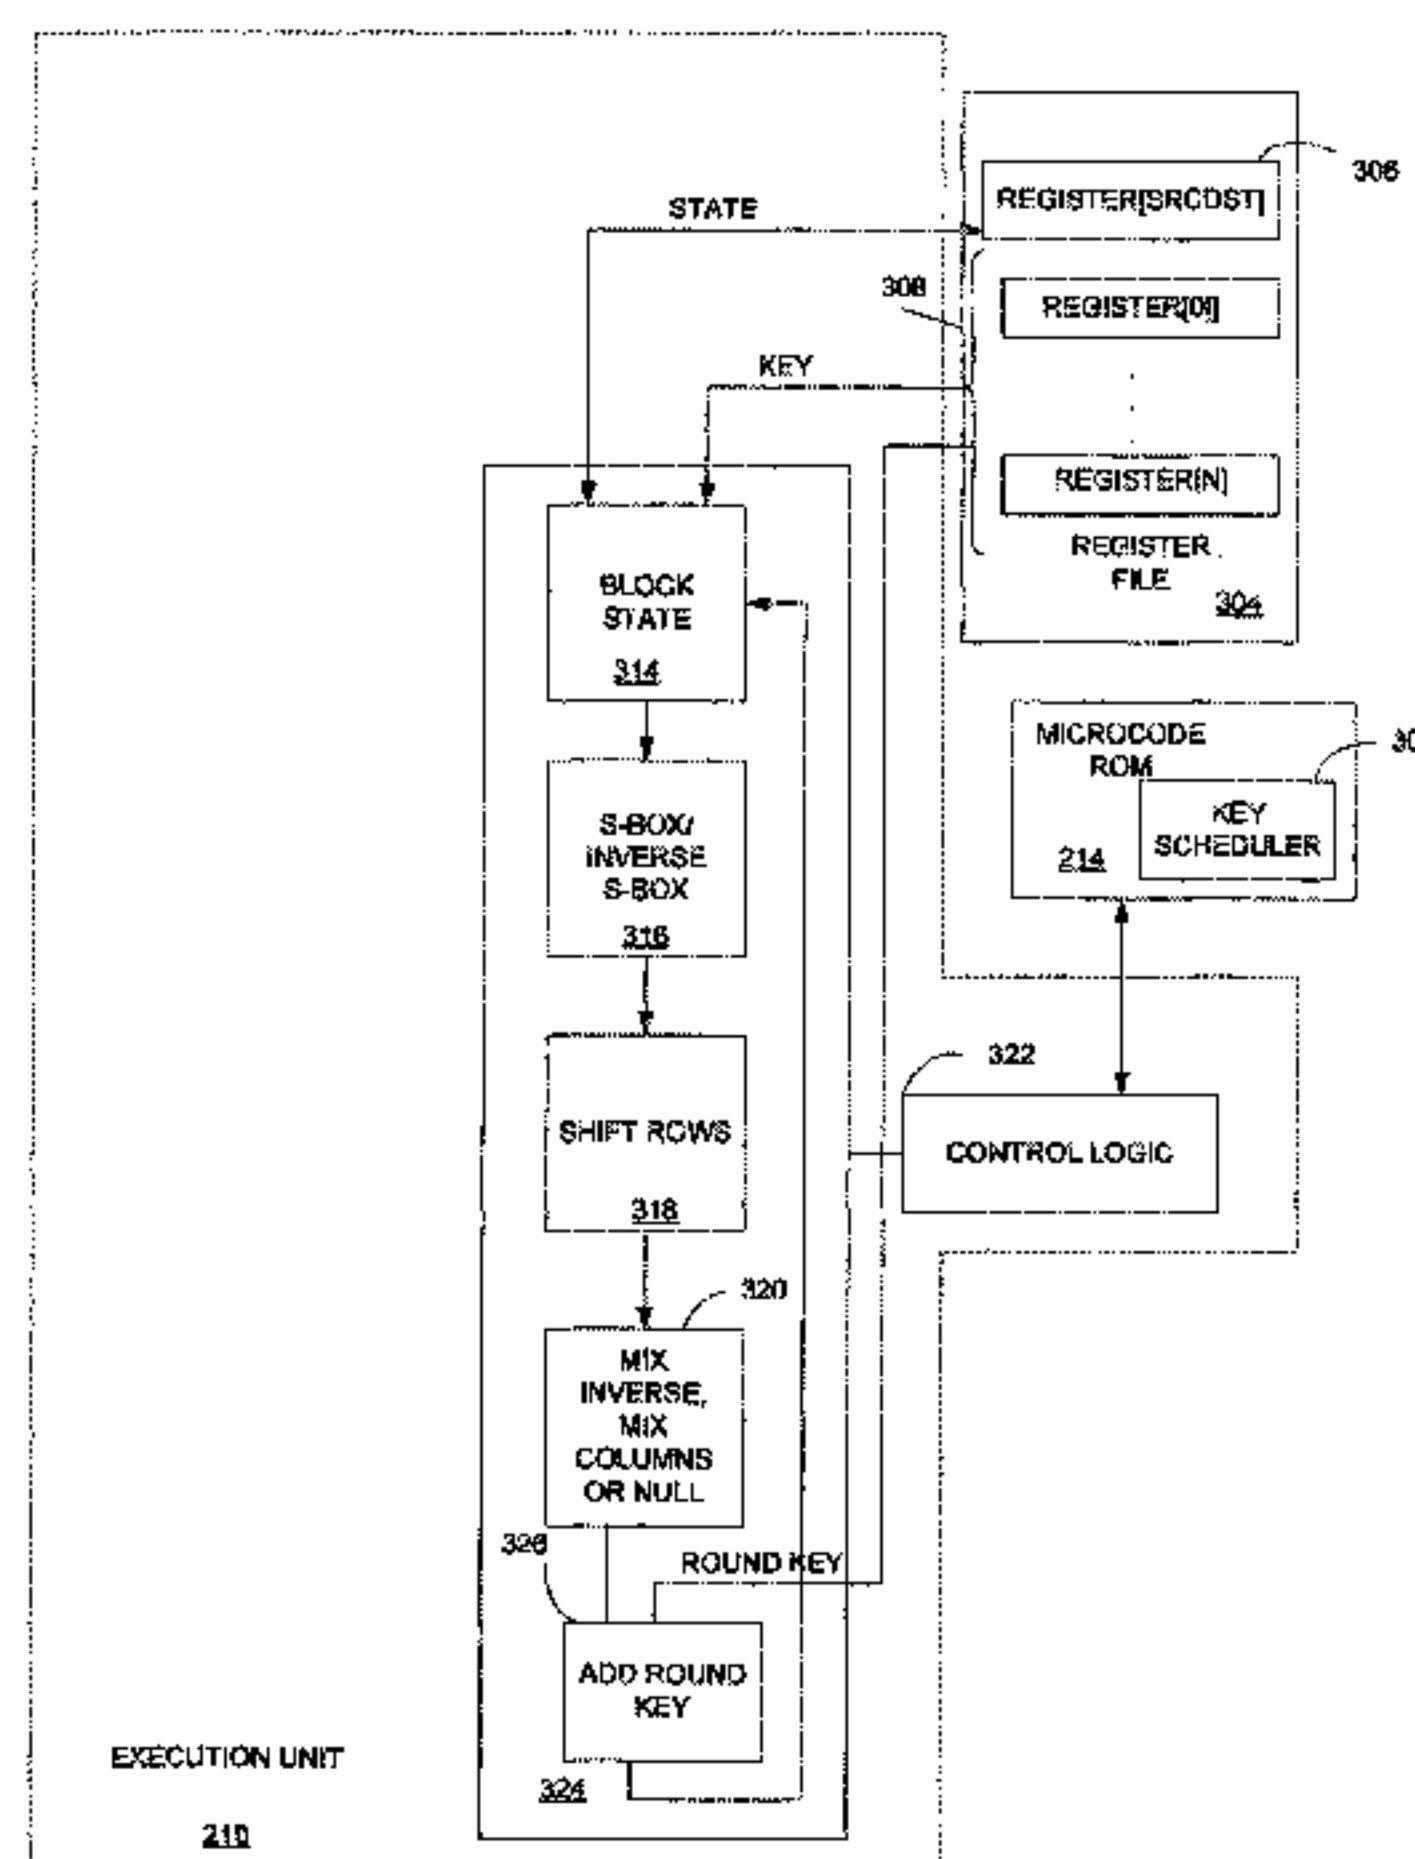 306
REGISTER[SRCDST]
STATE
308
REGISTER[0]
KEY
REGISTER[N]
REGISTER
FILE
304
BLOCK
STATE
314
MICROCODE
ROM
KEY
SCHEDULER
214
S-BOX/
INVERSE
S-BOX
316
322
CONTROL LOGIC
SHIFT ROWS
318
320
MIX
INVERSE,
MIX
COLUMNS
OR NULL
326
ROUND KEY
ADD ROUND
KEY
324
EXECUTION UNIT
210